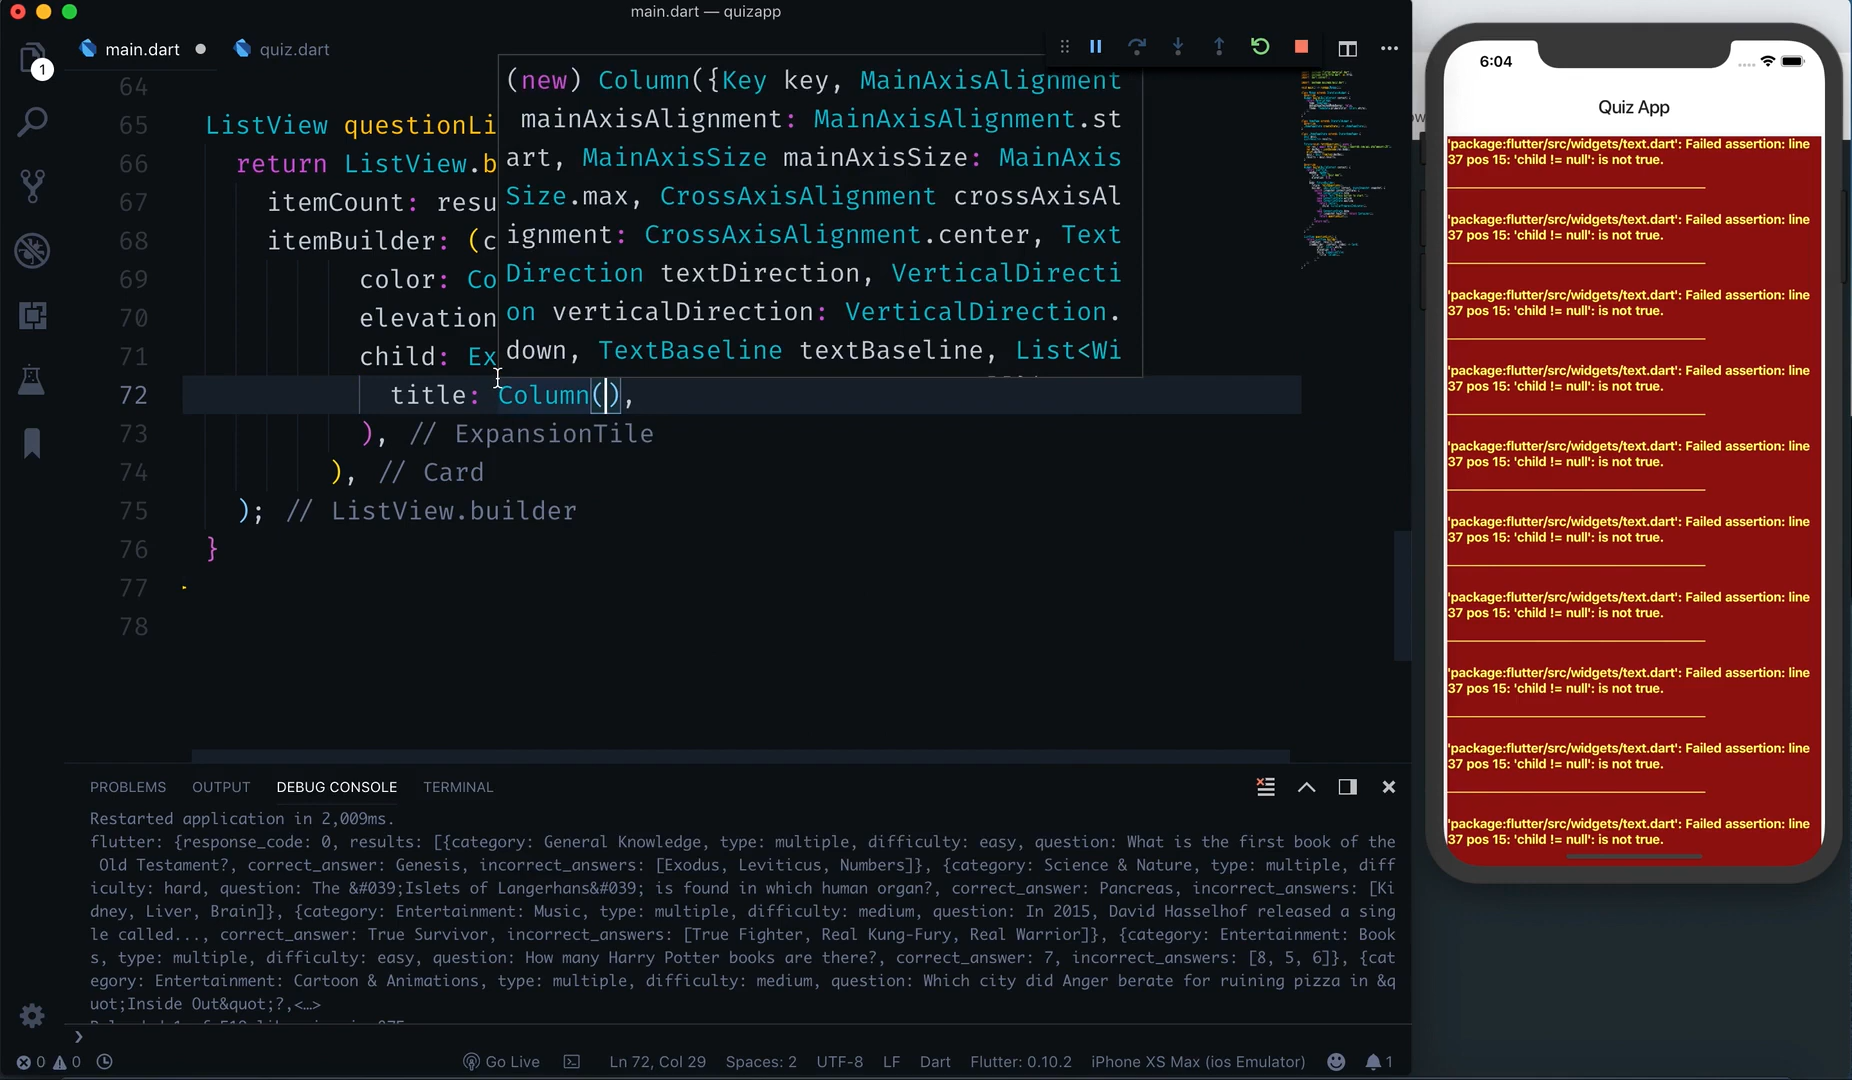 main.dart — quizapp
main.dart
quiz.dart
1
64
65 ListView questionLi
66 return ListView.b
67 itemCount: resu
68 itemBuilder: (c
69 color: Co
70 elevation
71 child: Ex
72 title: Column(),
73 ), // ExpansionTile
74 ), // Card
75 ); // ListView.builder
76 }
77
78
(new) Column({Key key, MainAxisAlignment
mainAxisAlignment: MainAxisAlignment.st
art, MainAxisSize mainAxisSize: MainAxis
Size.max, CrossAxisAlignment crossAxisAl
ignment: CrossAxisAlignment.center, Text
Direction textDirection, VerticalDirecti
on verticalDirection: VerticalDirection.
down, TextBaseline textBaseline, List<Wi
PROBLEMS OUTPUT DEBUG CONSOLE TERMINAL
Restarted application in 2,009ms.
flutter: {response_code: 0, results: [{category: General Knowledge, type: multiple, difficulty: easy, question: What is the first book of the
Old Testament?, correct_answer: Genesis, incorrect_answers: [Exodus, Leviticus, Numbers]}, {category: Science & Nature, type: multiple, diff
iculty: hard, question: The &#039;Islets of Langerhans&#039; is found in which human organ?, correct_answer: Pancreas, incorrect_answers: [Ki
dney, Liver, Brain]}, {category: Entertainment: Music, type: multiple, difficulty: medium, question: In 2015, David Hasselhof released a sing
le called..., correct_answer: True Survivor, incorrect_answers: [True Fighter, Real Kung-Fury, Real Warrior]}, {category: Entertainment: Book
s, type: multiple, difficulty: easy, question: How many Harry Potter books are there?, correct_answer: 7, incorrect_answers: [8, 5, 6]}, {cat
egory: Entertainment: Cartoon & Animations, type: multiple, difficulty: medium, question: Which city did Anger berate for ruining pizza in &q
uot;Inside Out&quot;?,<…>
0 0 Go Live Ln 72, Col 29 Spaces: 2 UTF-8 LF Dart Flutter: 0.10.2 iPhone XS Max (ios Emulator) 1
6:04
Quiz App
'package:flutter/src/widgets/text.dart': Failed assertion: line
37 pos 15: 'child != null': is not true.
'package:flutter/src/widgets/text.dart': Failed assertion: line
37 pos 15: 'child != null': is not true.
'package:flutter/src/widgets/text.dart': Failed assertion: line
37 pos 15: 'child != null': is not true.
'package:flutter/src/widgets/text.dart': Failed assertion: line
37 pos 15: 'child != null': is not true.
'package:flutter/src/widgets/text.dart': Failed assertion: line
37 pos 15: 'child != null': is not true.
'package:flutter/src/widgets/text.dart': Failed assertion: line
37 pos 15: 'child != null': is not true.
'package:flutter/src/widgets/text.dart': Failed assertion: line
37 pos 15: 'child != null': is not true.
'package:flutter/src/widgets/text.dart': Failed assertion: line
37 pos 15: 'child != null': is not true.
'package:flutter/src/widgets/text.dart': Failed assertion: line
37 pos 15: 'child != null': is not true.
'package:flutter/src/widgets/text.dart': Failed assertion: line
37 pos 15: 'child != null': is not true.